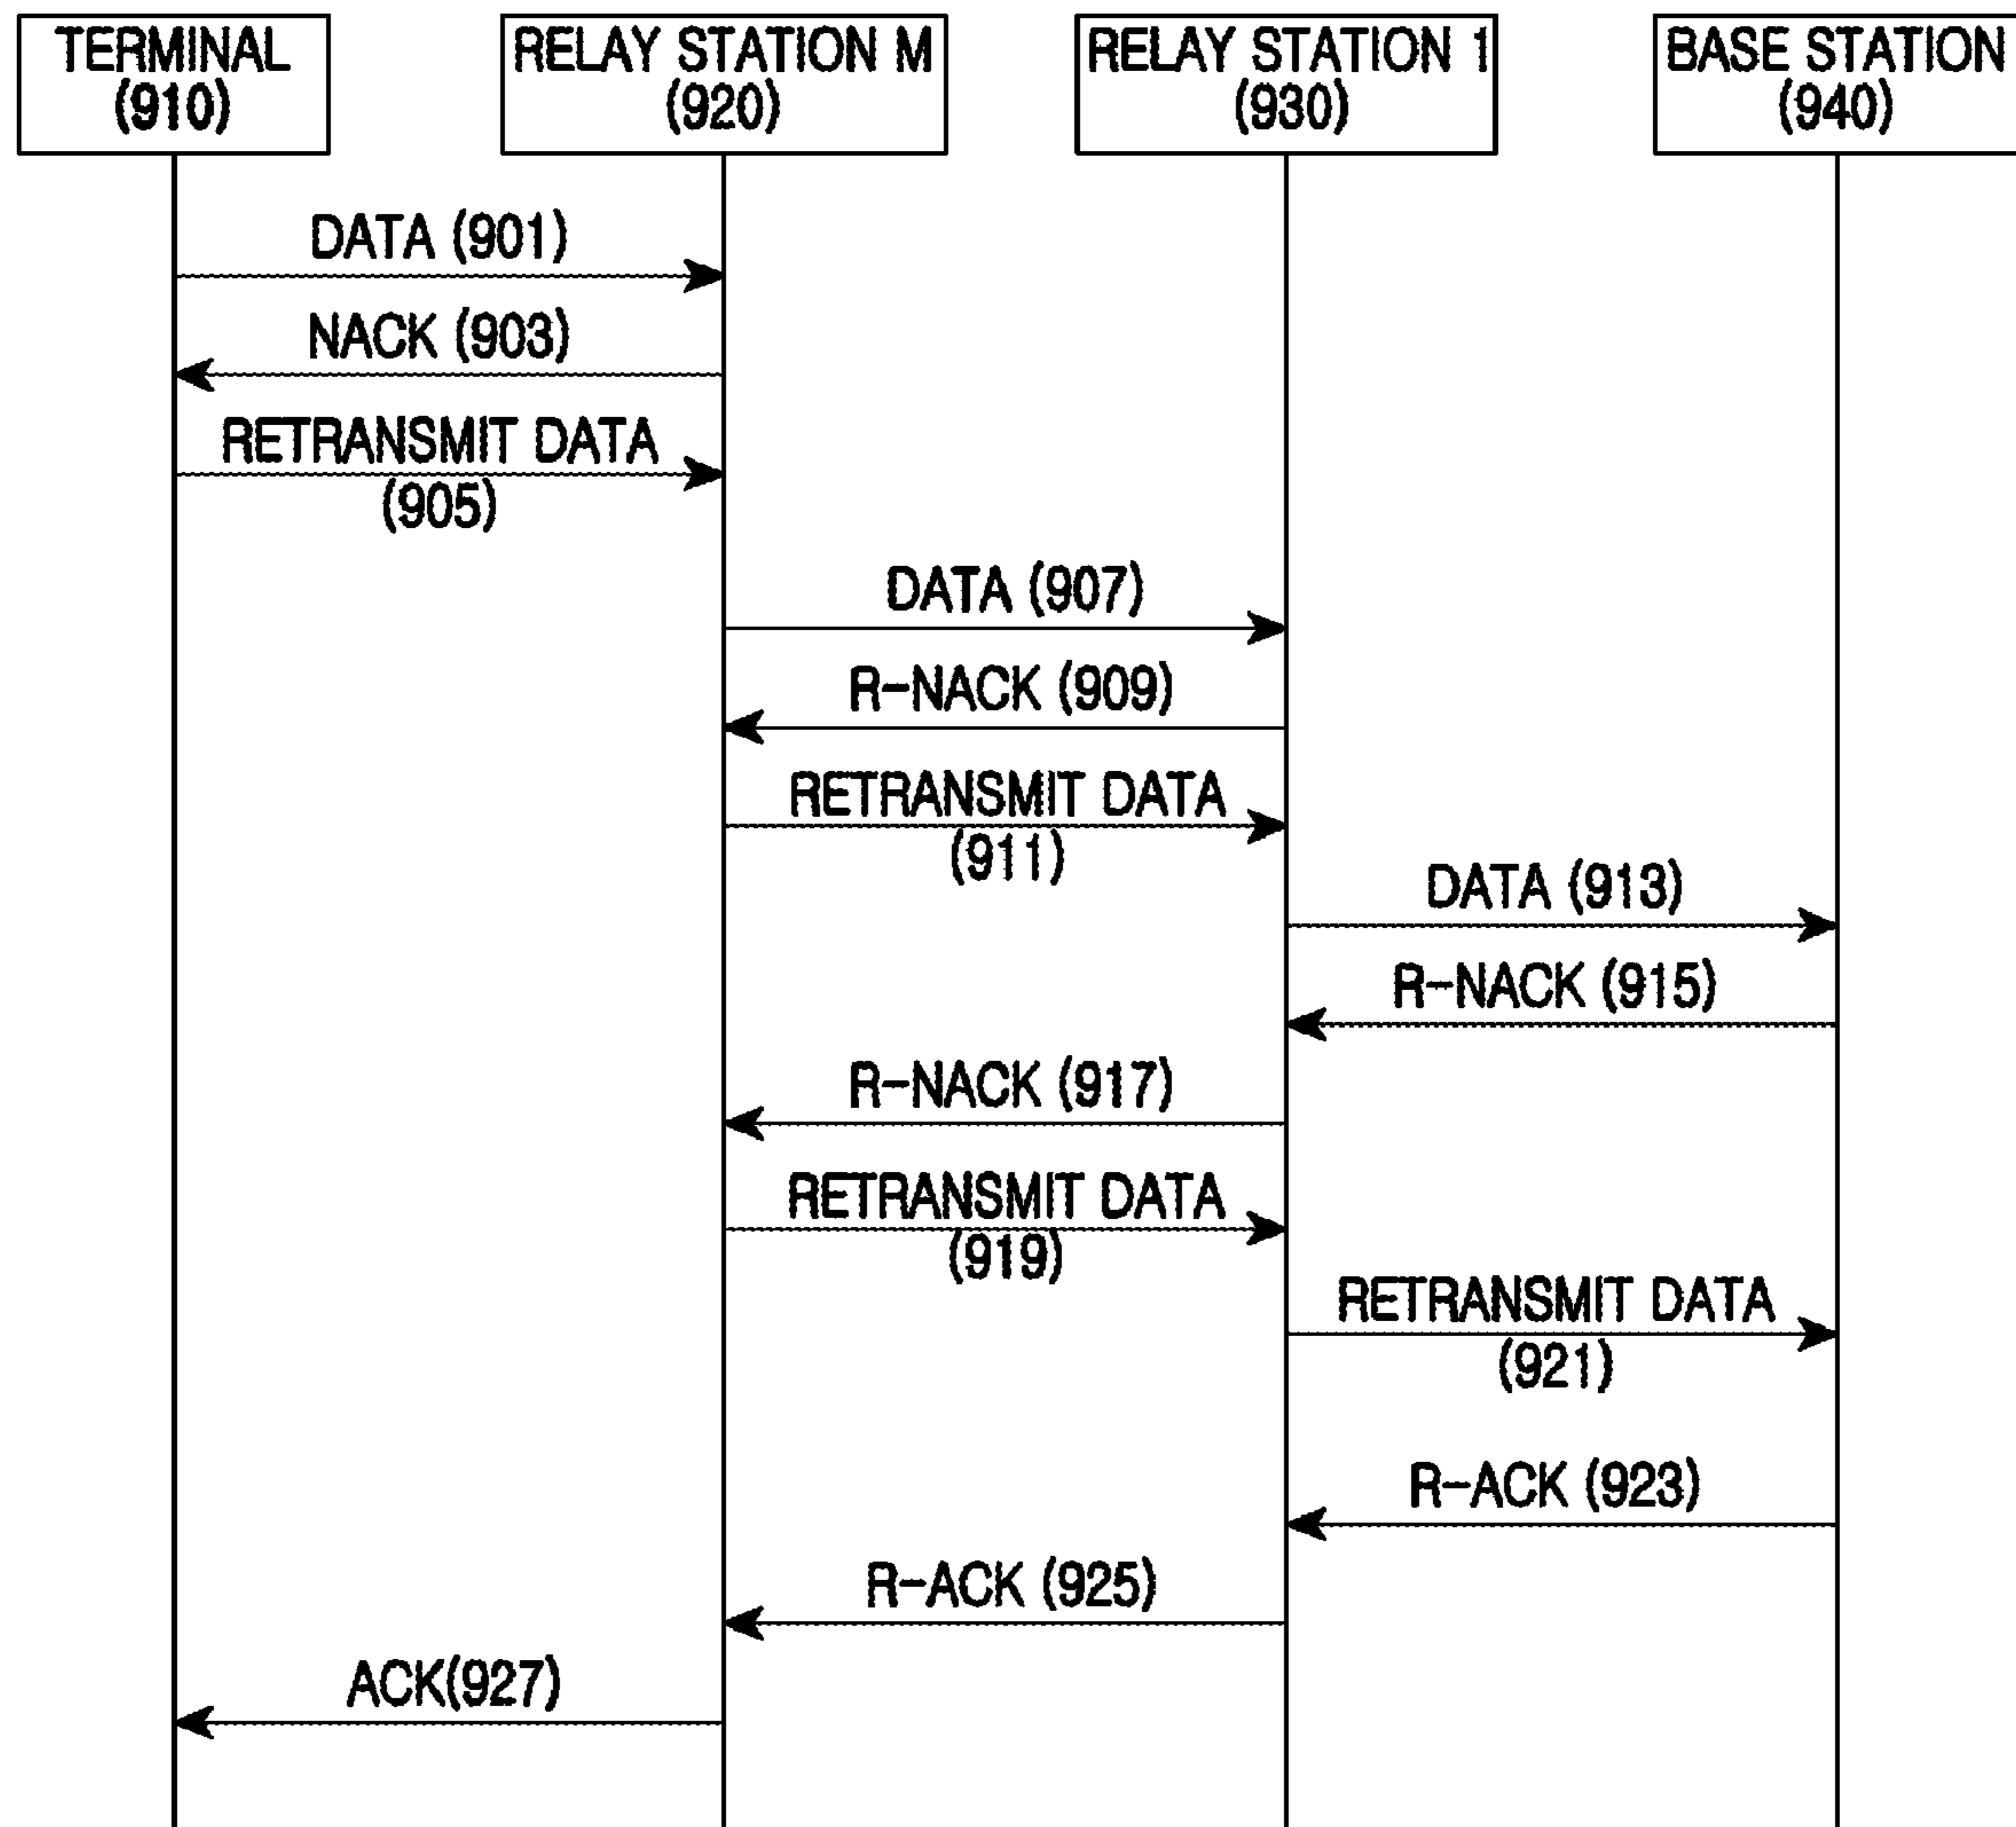 TERMINAL
(910)
RELAY STATION M
(920)
RELAY STATION 1
(930)
BASE STATION
(940)
DATA (901)
NACK (903)
RETRANSMIT DATA
(905)
DATA (907)
R-NACK (909)
RETRANSMIT DATA
(911)
DATA (913)
R-NACK (915)
R-NACK (917)
RETRANSMIT DATA
(919)
RETRANSMIT DATA
(921)
R-ACK (923)
R-ACK (925)
ACK(927)